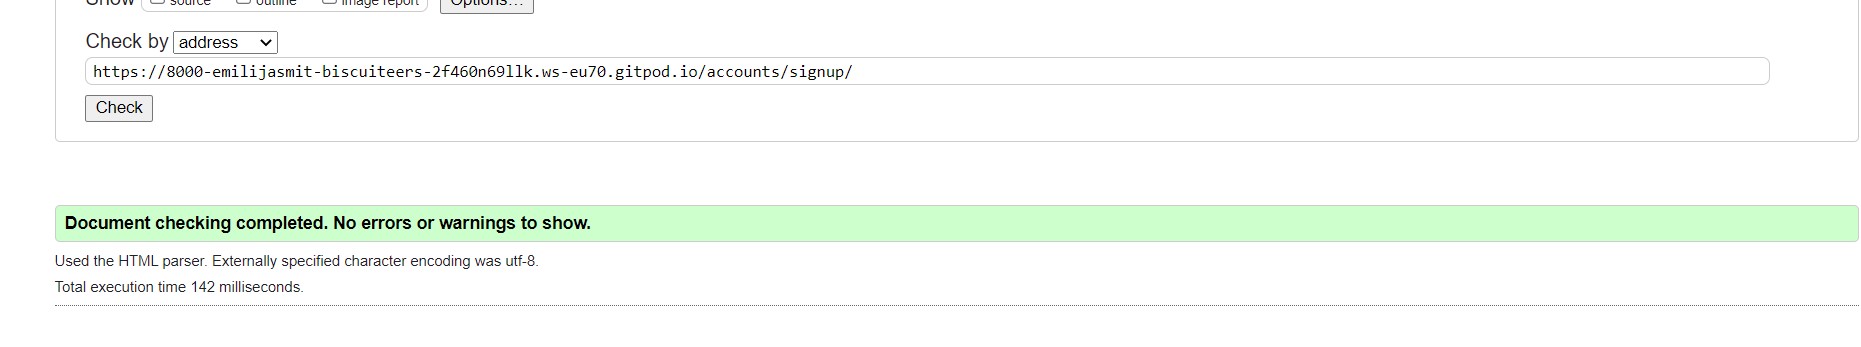 Show source outline image report Options...
Check by address
https://8000-emilijasmit-biscuiteers-2f460n69llk.ws-eu70.gitpod.io/accounts/signup/
Check
Document checking completed. No errors or warnings to show.
Used the HTML parser. Externally specified character encoding was utf-8.
Total execution time 142 milliseconds.